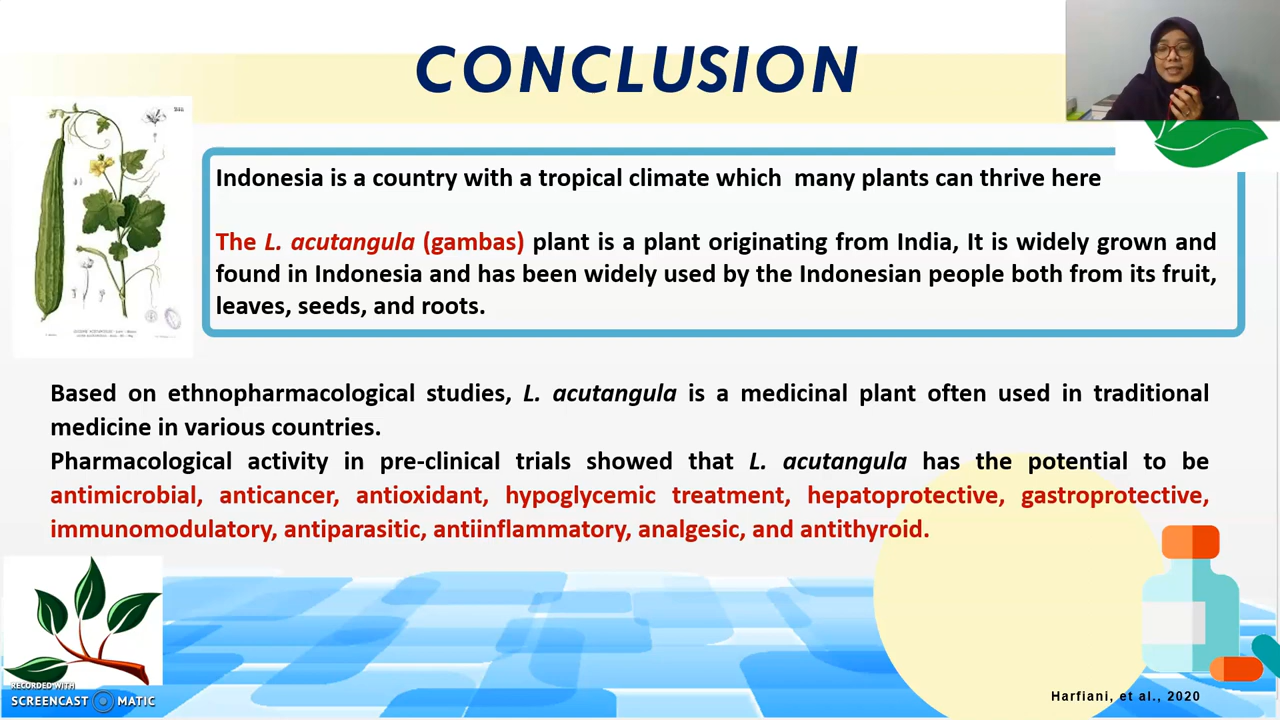 CONCLUSION
Indonesia is a country with a tropical climate which many plants can thrive here
The L. acutangula (gambas) plant is a plant originating from India, It is widely grown and
found in Indonesia and has been widely used by the Indonesian people both from its fruit,
leaves, seeds, and roots.
Based on ethnopharmacological studies, L. acutangula is a medicinal plant often used in traditional
medicine in various countries.
Pharmacological activity in pre-clinical trials showed that L. acutangula has the potential to be
antimicrobial, anticancer, antioxidant, hypoglycemic treatment, hepatoprotective, gastroprotective,
immunomodulatory, antiparasitic, antiinflammatory, analgesic, and antithyroid.
RECORDED WITH
SCREENCAST MATIC
Harfiani, et al., 2020